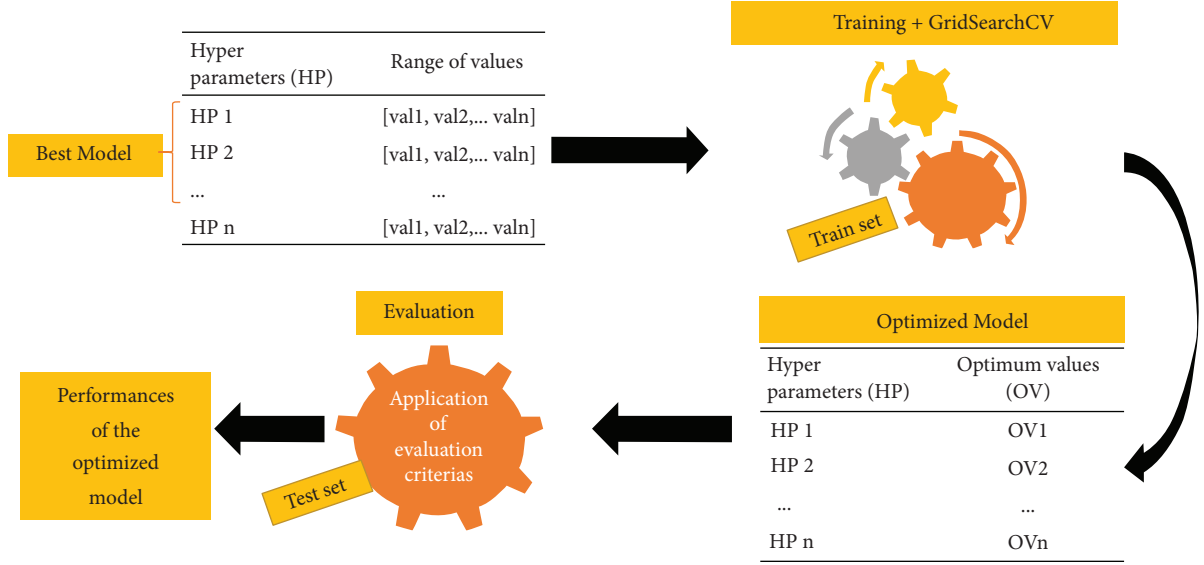 Best Model
Hyper
parameters (HP)
Range of values
HP 1
[val1, val2,... valn]
HP 2
[val1, val2,... valn]
...
...
HP n
[val1, val2,... valn]
Training + GridSearchCV
Train set
Optimized Model
Hyper
parameters (HP)
Optimum values
(OV)
HP 1
OV1
HP 2
OV2
...
...
HP n
OVn
Evaluation
Application
of
evaluation
criterias
Test set
Performances
of the
optimized
model